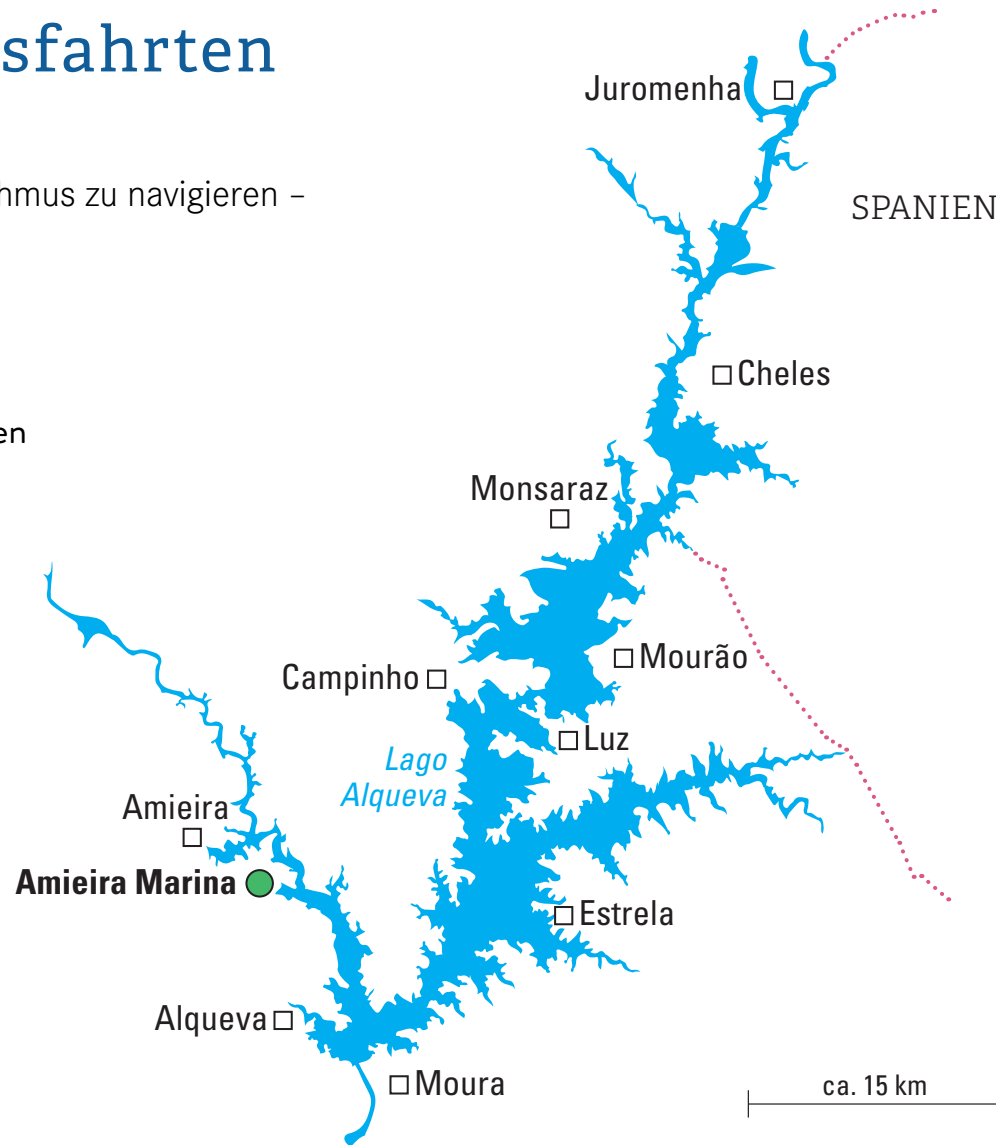 sfahrten
Juromenha
hmus zu navigieren –
SPANIEN
Cheles
en
Monsaraz
Mourão
Campinho
Luz
Lago
Alqueva
Amieira
Amieira Marina
Estrela
Alqueva
Moura
ca. 15 km